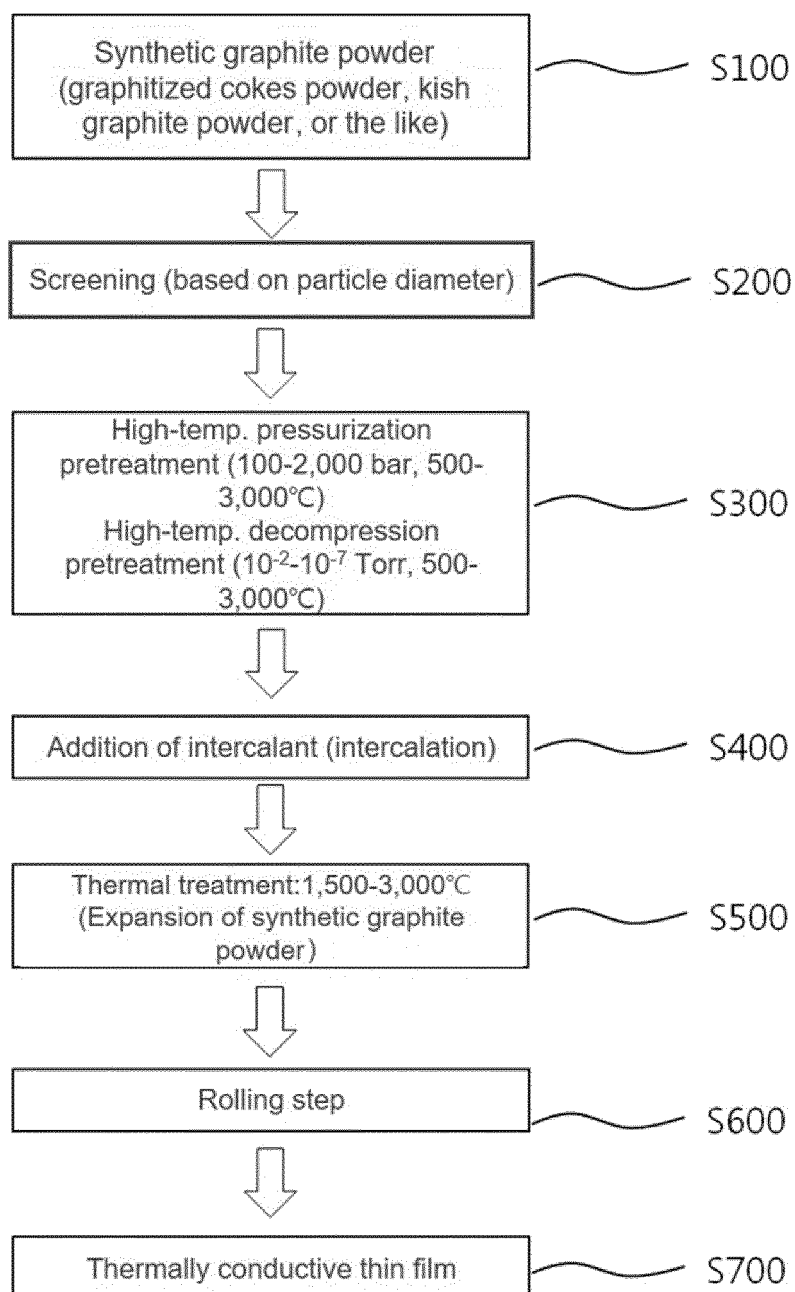 Synthetic graphite powder
(graphitized cokes powder, kish
graphite powder, or the like)
S100
Screening (based on particle diameter)
S200
High-temp. pressurization
pretreatment (100-2,000 bar, 500-
3,000℃)
High-temp. decompression
pretreatment (10⁻²-10⁻⁷ Torr, 500-
3,000℃)
S300
Addition of intercalant (intercalation)
S400
Thermal treatment:1,500-3,000℃
(Expansion of synthetic graphite
powder)
S500
Rolling step
S600
Thermally conductive thin film
S700